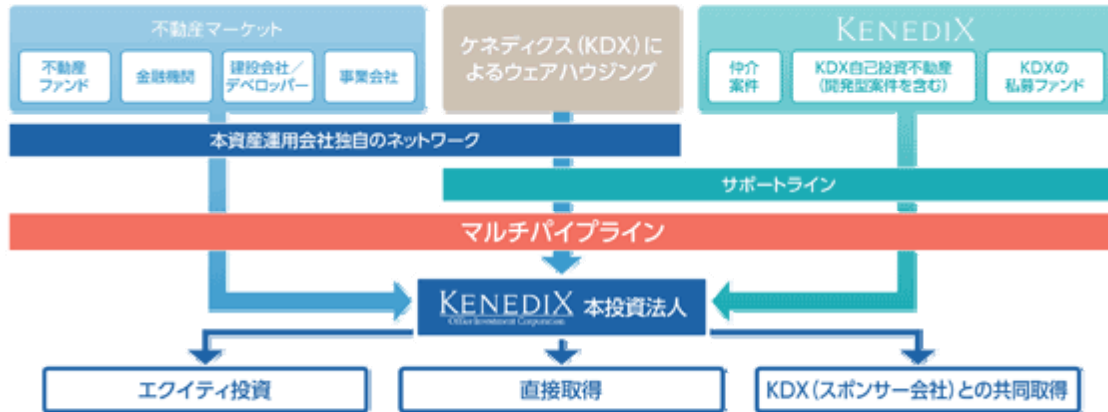 不動産マーケット
不動産
ファンド
金融機関
建設会社/
デベロッパー
事業会社
ケネディクス(KDX)に
よるウェアハウジング
KENEDIX
仲介
案件
KDX自己投資不動産
(開発型案件を含む)
KDXの
私募ファンド
本資産運用会社独自のネットワーク
サポートライン
マルチパイプライン
KENEDIX
Office Investment Corporation
本投資法人
エクイティ投資
直接取得
KDX(スポンサー会社)との共同取得